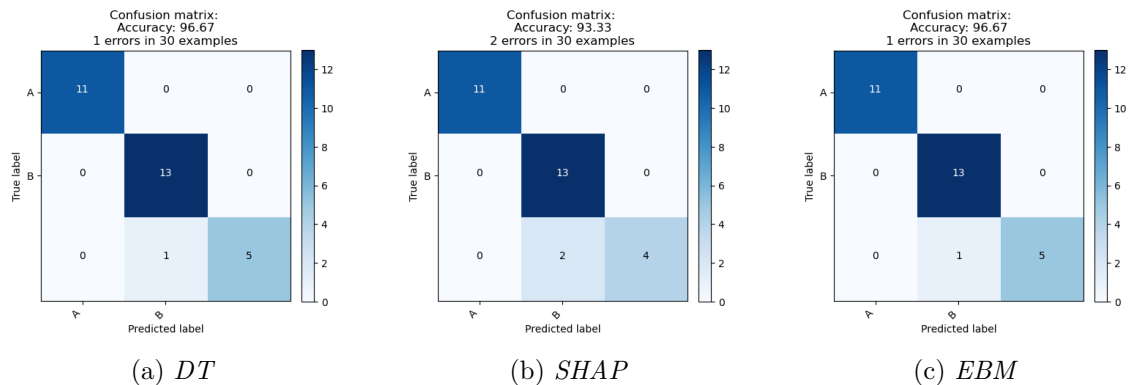 Confusion matrix:
Accuracy: 96.67
1 errors in 30 examples
A
B
True label
11 0 0
0 13 0
0 1 5
A B
Predicted label
12
10
8
6
4
2
0
(a) DT
Confusion matrix:
Accuracy: 93.33
2 errors in 30 examples
A
B
True label
11 0 0
0 13 0
0 2 4
A B
Predicted label
12
10
8
6
4
2
0
(b) SHAP
Confusion matrix:
Accuracy: 96.67
1 errors in 30 examples
A
B
True label
11 0 0
0 13 0
0 1 5
A B
Predicted label
12
10
8
6
4
2
0
(c) EBM